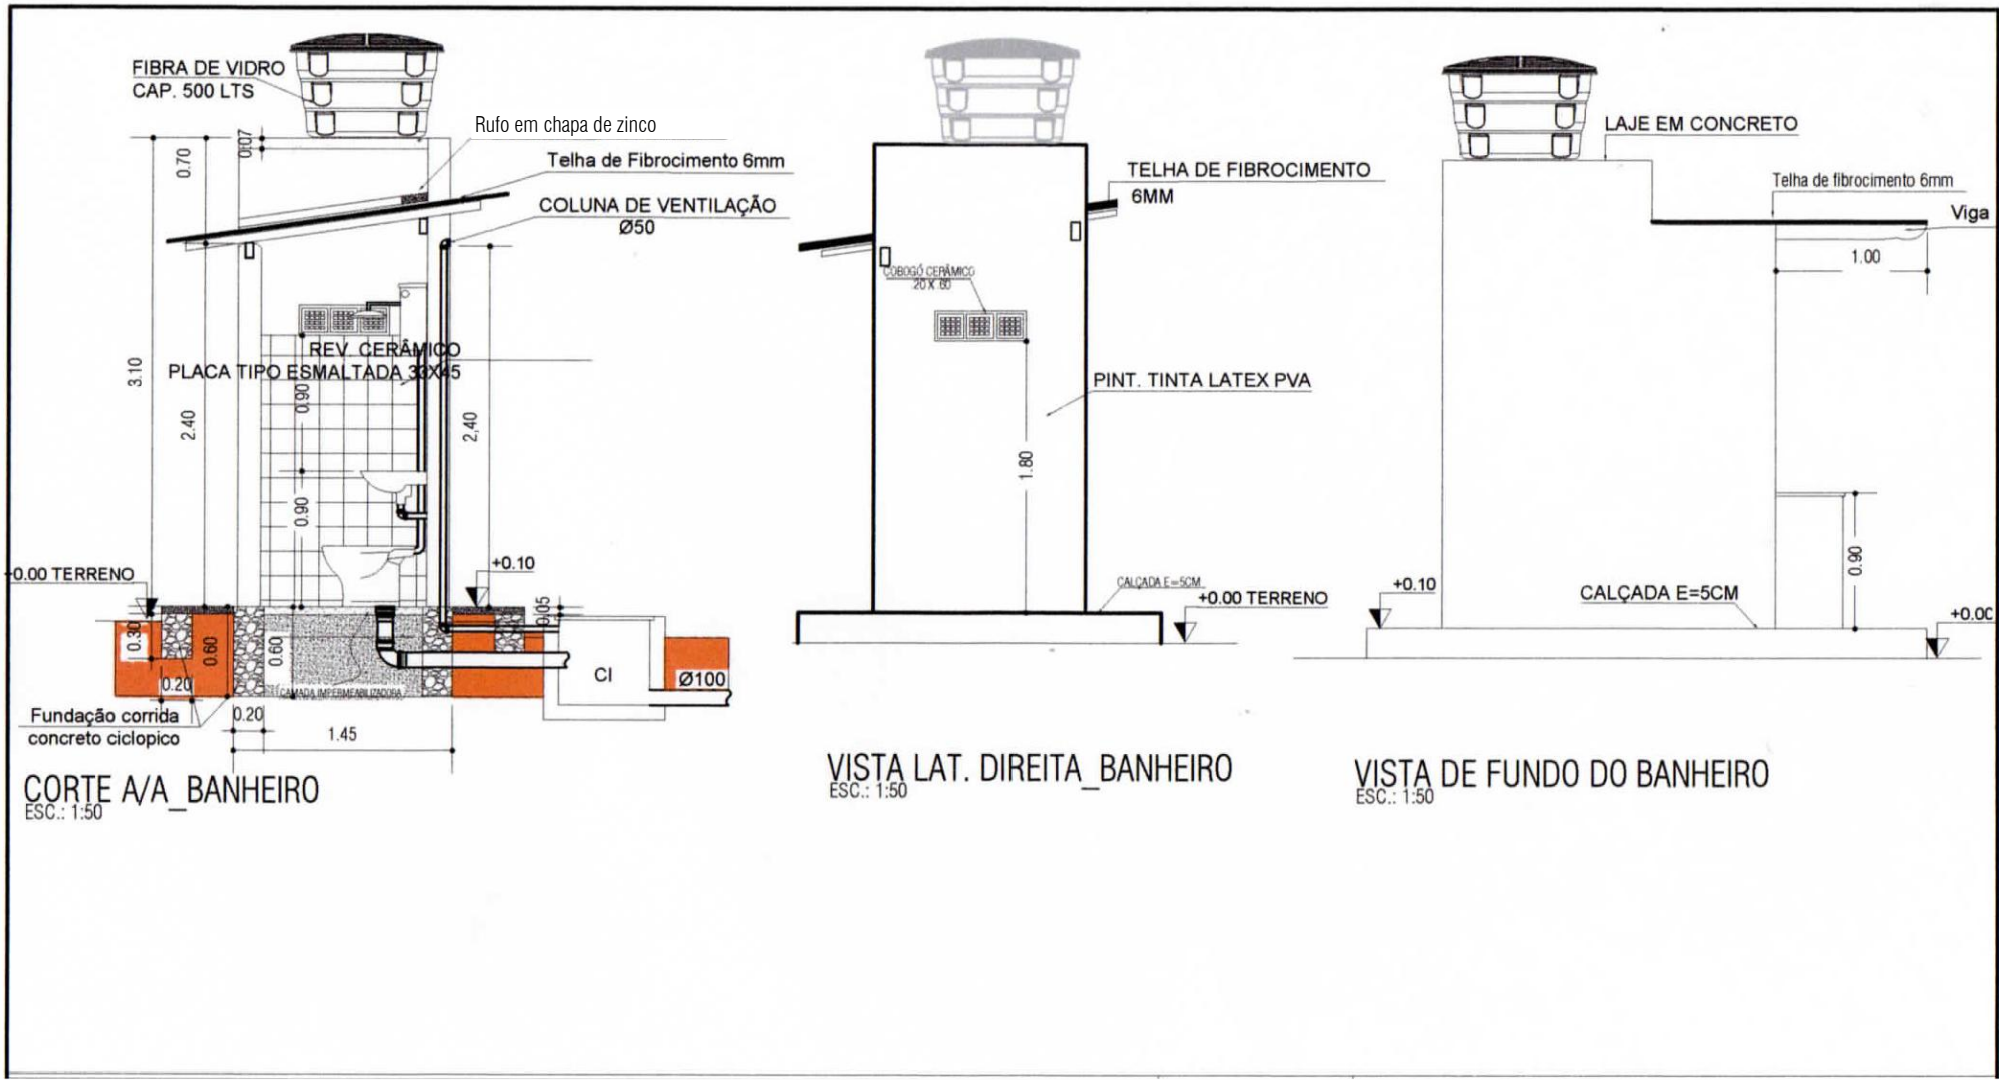 FIBRA DE VIDRO
CAP. 500 LTS
Rufo em chapa de zinco
Telha de Fibrocimento 6mm
COLUNA DE VENTILAÇÃO
Ø50
0.07
0.70
3.10
2.40
REV. CERÂMICO
PLACA TIPO ESMALTADA 33X45
0.90
0.90
2,40
+0.00 TERRENO
+0.10
0.05
0.30
0.60
0.60
0.20
CAMADA IMPERMEABILIZADORA
CI
Ø100
Fundação corrida
concreto ciclopico
0.20
1.45
CORTE A/A_BANHEIRO
ESC.: 1:50
TELHA DE FIBROCIMENTO
6MM
COBOGÓ CERÂMICO
20 X 60
PINT. TINTA LATEX PVA
1.80
CALÇADA E=5CM
+0.00 TERRENO
VISTA LAT. DIREITA_BANHEIRO
ESC.: 1:50
LAJE EM CONCRETO
Telha de fibrocimento 6mm
Viga
1.00
0.90
+0.10
CALÇADA E=5CM
+0.00
VISTA DE FUNDO DO BANHEIRO
ESC.: 1:50